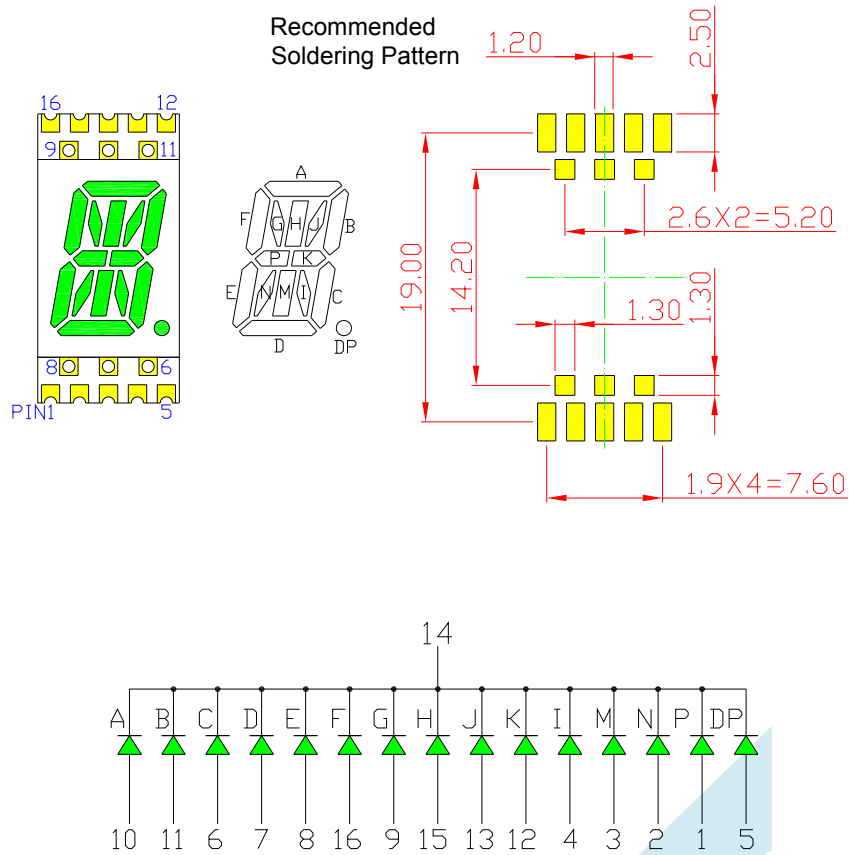 Recommended
Soldering Pattern
1.20
2.50
16
12
9
11
A
F
G
H
J
B
P
K
E
N
M
I
C
D
DP
8
6
PIN1
5
19.00
14.20
2.6X2=5.20
1.30
1.30
1.9X4=7.60
14
A B C D E F G H J K I M N P DP
10 11 6 7 8 16 9 15 13 12 4 3 2 1 5